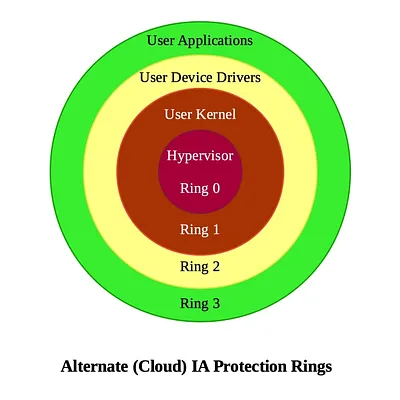 User Applications
User Device Drivers
User Kernel
Hypervisor
Ring 0
Ring 1
Ring 2
Ring 3
Alternate (Cloud) IA Protection Rings